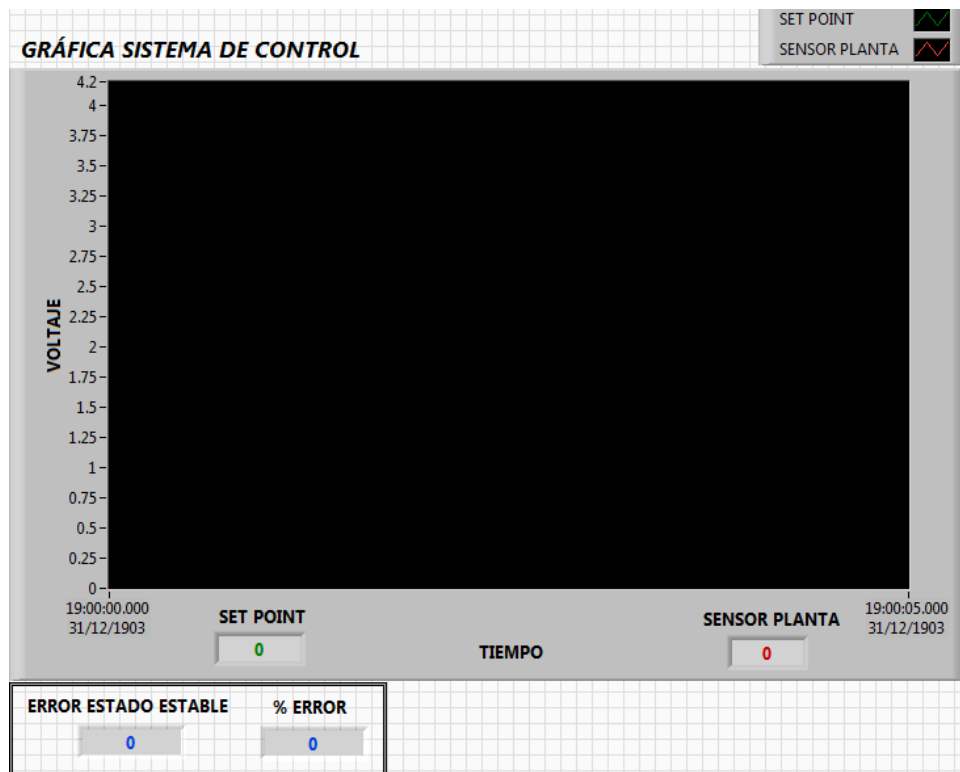 SET POINT
GRÁFICA SISTEMA DE CONTROL
SENSOR PLANTA
4.2
4
3.75
3.5
3.25
3
2.75
2.5
2.25
2
1.75
1.5
1.25
1
0.75
0.5
0.25
0
VOLTAJE
19:00:00.000
31/12/1903
19:00:05.000
31/12/1903
SET POINT
0
TIEMPO
SENSOR PLANTA
0
ERROR ESTADO ESTABLE
0
% ERROR
0